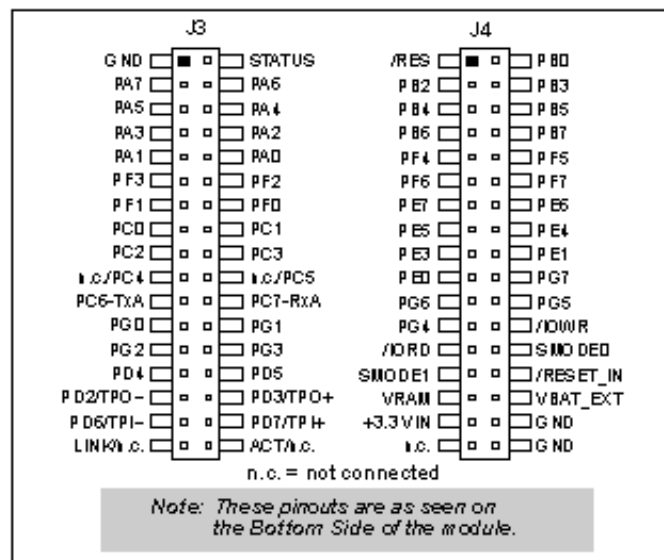 J3 J4
GND STATUS /RES PB0
PA7 PA6 PB2 PB3
PA5 PA4 PB4 PB5
PA3 PA2 PB6 PB7
PA1 PA0 PF4 PF5
PF3 PF2 PF6 PF7
PF1 PF0 PE7 PE6
PC0 PC1 PE5 PE4
PC2 PC3 PE3 PE1
n.c./PC4 n.c./PC5 PE0 PG7
PC6-TxA PC7-RxA PG6 PG5
PG0 PG1 PG4 /IOWR
PG2 PG3 /IORD SMODE0
PD4 PD5 SMODE1 /RESET_IN
PD2/TPO- PD3/TPO+ VRAM VBAT_EXT
PD6/TPI- PD7/TPI+ +3.3VIN GND
LINK/n.c. ACT/n.c. n.c. GND
n.c. = not connected
Note: These pinouts are as seen on
the Bottom Side of the module.